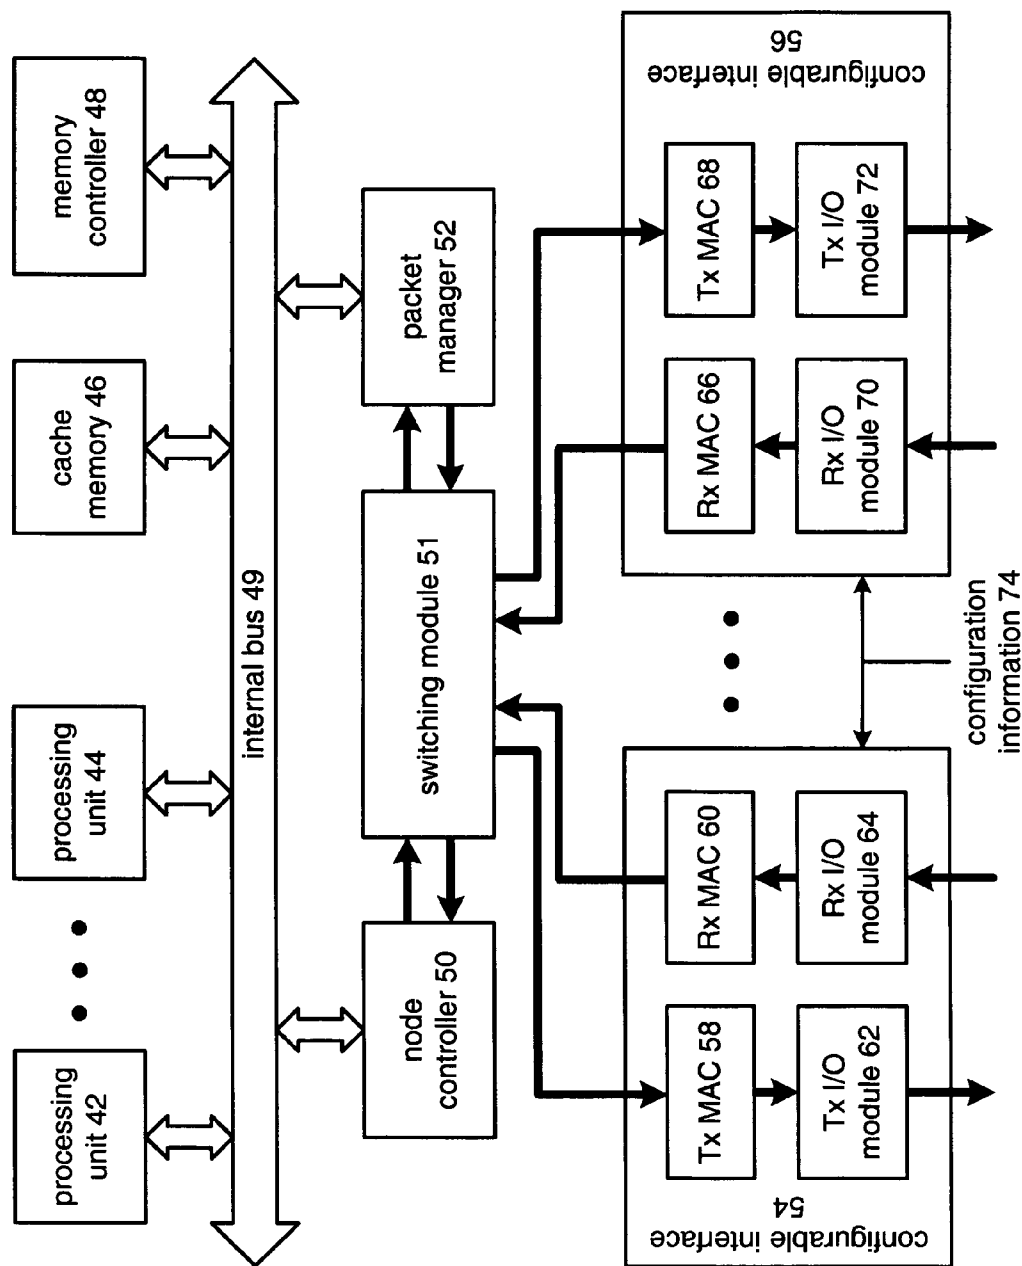 processing
unit 42
processing
unit 44
cache
memory 46
memory
controller 48
internal bus 49
node
controller 50
switching module 51
packet
manager 52
configurable interface
54
Tx MAC 58
Rx MAC 60
Tx I/O
module 62
Rx I/O
module 64
configuration
information 74
configurable interface
56
Rx MAC 66
Tx MAC 68
Rx I/O
module 70
Tx I/O
module 72